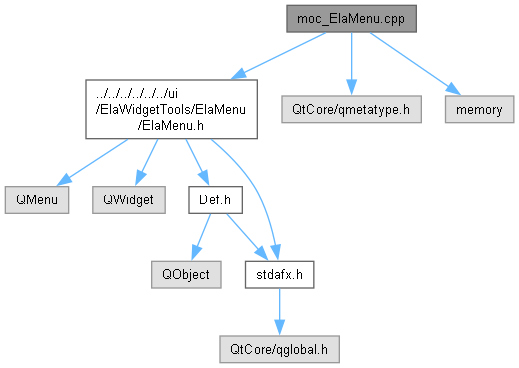 moc_ElaMenu.cpp
../../../../../../ui
/ElaWidgetTools/ElaMenu
/ElaMenu.h
QtCore/qmetatype.h
memory
QMenu
QWidget
Def.h
QObject
stdafx.h
QtCore/qglobal.h